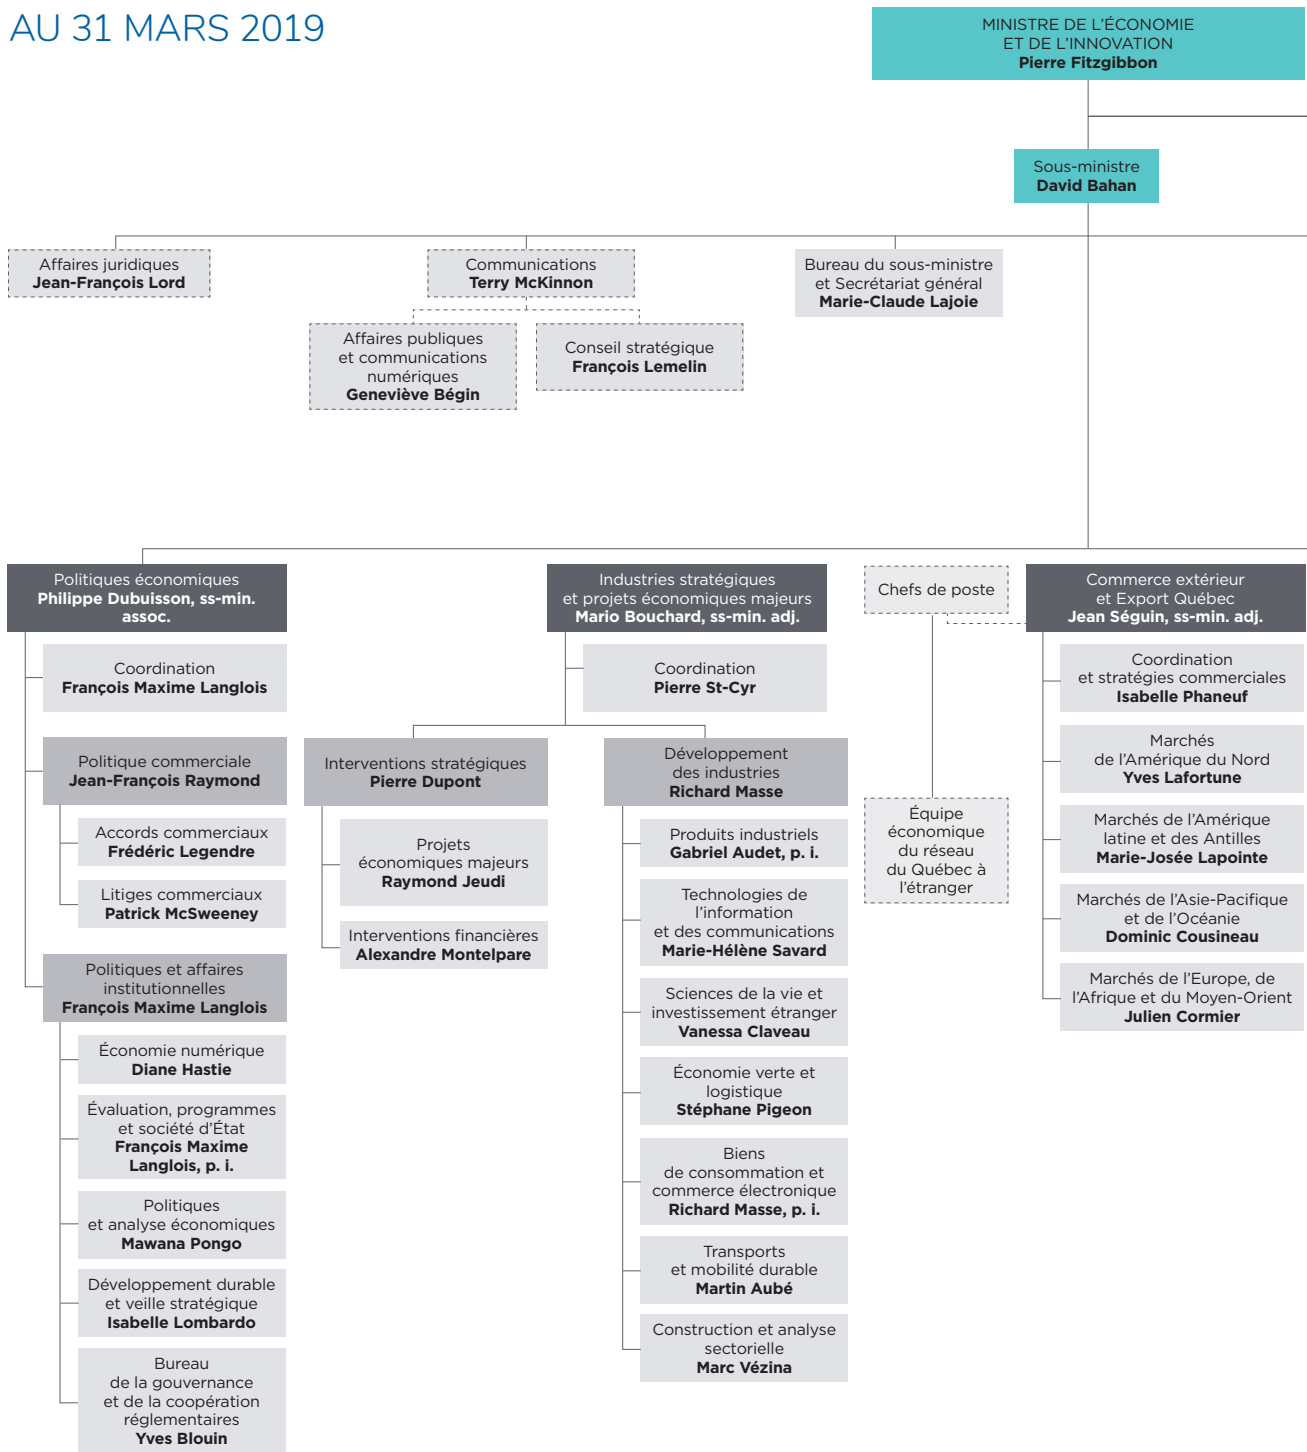 AU 31 MARS 2019
MINISTRE DE L’ÉCONOMIE
ET DE L’INNOVATION
Pierre Fitzgibbon
Sous-ministre
David Bahan
Affaires juridiques
Jean-François Lord
Communications
Terry McKinnon
Bureau du sous-ministre
et Secrétariat général
Marie-Claude Lajoie
Affaires publiques
et communications
numériques
Geneviève Bégin
Conseil stratégique
François Lemelin
Politiques économiques
Philippe Dubuisson, ss-min.
assoc.
Coordination
François Maxime Langlois
Politique commerciale
Jean-François Raymond
Accords commerciaux
Frédéric Legendre
Litiges commerciaux
Patrick McSweeney
Politiques et affaires
institutionnelles
François Maxime Langlois
Économie numérique
Diane Hastie
Évaluation, programmes
et société d’État
François Maxime
Langlois, p. i.
Politiques
et analyse économiques
Mawana Pongo
Développement durable
et veille stratégique
Isabelle Lombardo
Bureau
de la gouvernance
et de la coopération
réglementaires
Yves Blouin
Industries stratégiques
et projets économiques majeurs
Mario Bouchard, ss-min. adj.
Coordination
Pierre St-Cyr
Interventions stratégiques
Pierre Dupont
Projets
économiques majeurs
Raymond Jeudi
Interventions financières
Alexandre Montelpare
Développement
des industries
Richard Masse
Produits industriels
Gabriel Audet, p. i.
Technologies de
l’information
et des communications
Marie-Hélène Savard
Sciences de la vie et
investissement étranger
Vanessa Claveau
Économie verte et
logistique
Stéphane Pigeon
Biens
de consommation et
commerce électronique
Richard Masse, p. i.
Transports
et mobilité durable
Martin Aubé
Construction et analyse
sectorielle
Marc Vézina
Chefs de poste
Équipe
économique
du réseau
du Québec à
l’étranger
Commerce extérieur
et Export Québec
Jean Séguin, ss-min. adj.
Coordination
et stratégies commerciales
Isabelle Phaneuf
Marchés
de l’Amérique du Nord
Yves Lafortune
Marchés de l’Amérique
latine et des Antilles
Marie-Josée Lapointe
Marchés de l’Asie-Pacifique
et de l’Océanie
Dominic Cousineau
Marchés de l’Europe, de
l’Afrique et du Moyen-Orient
Julien Cormier